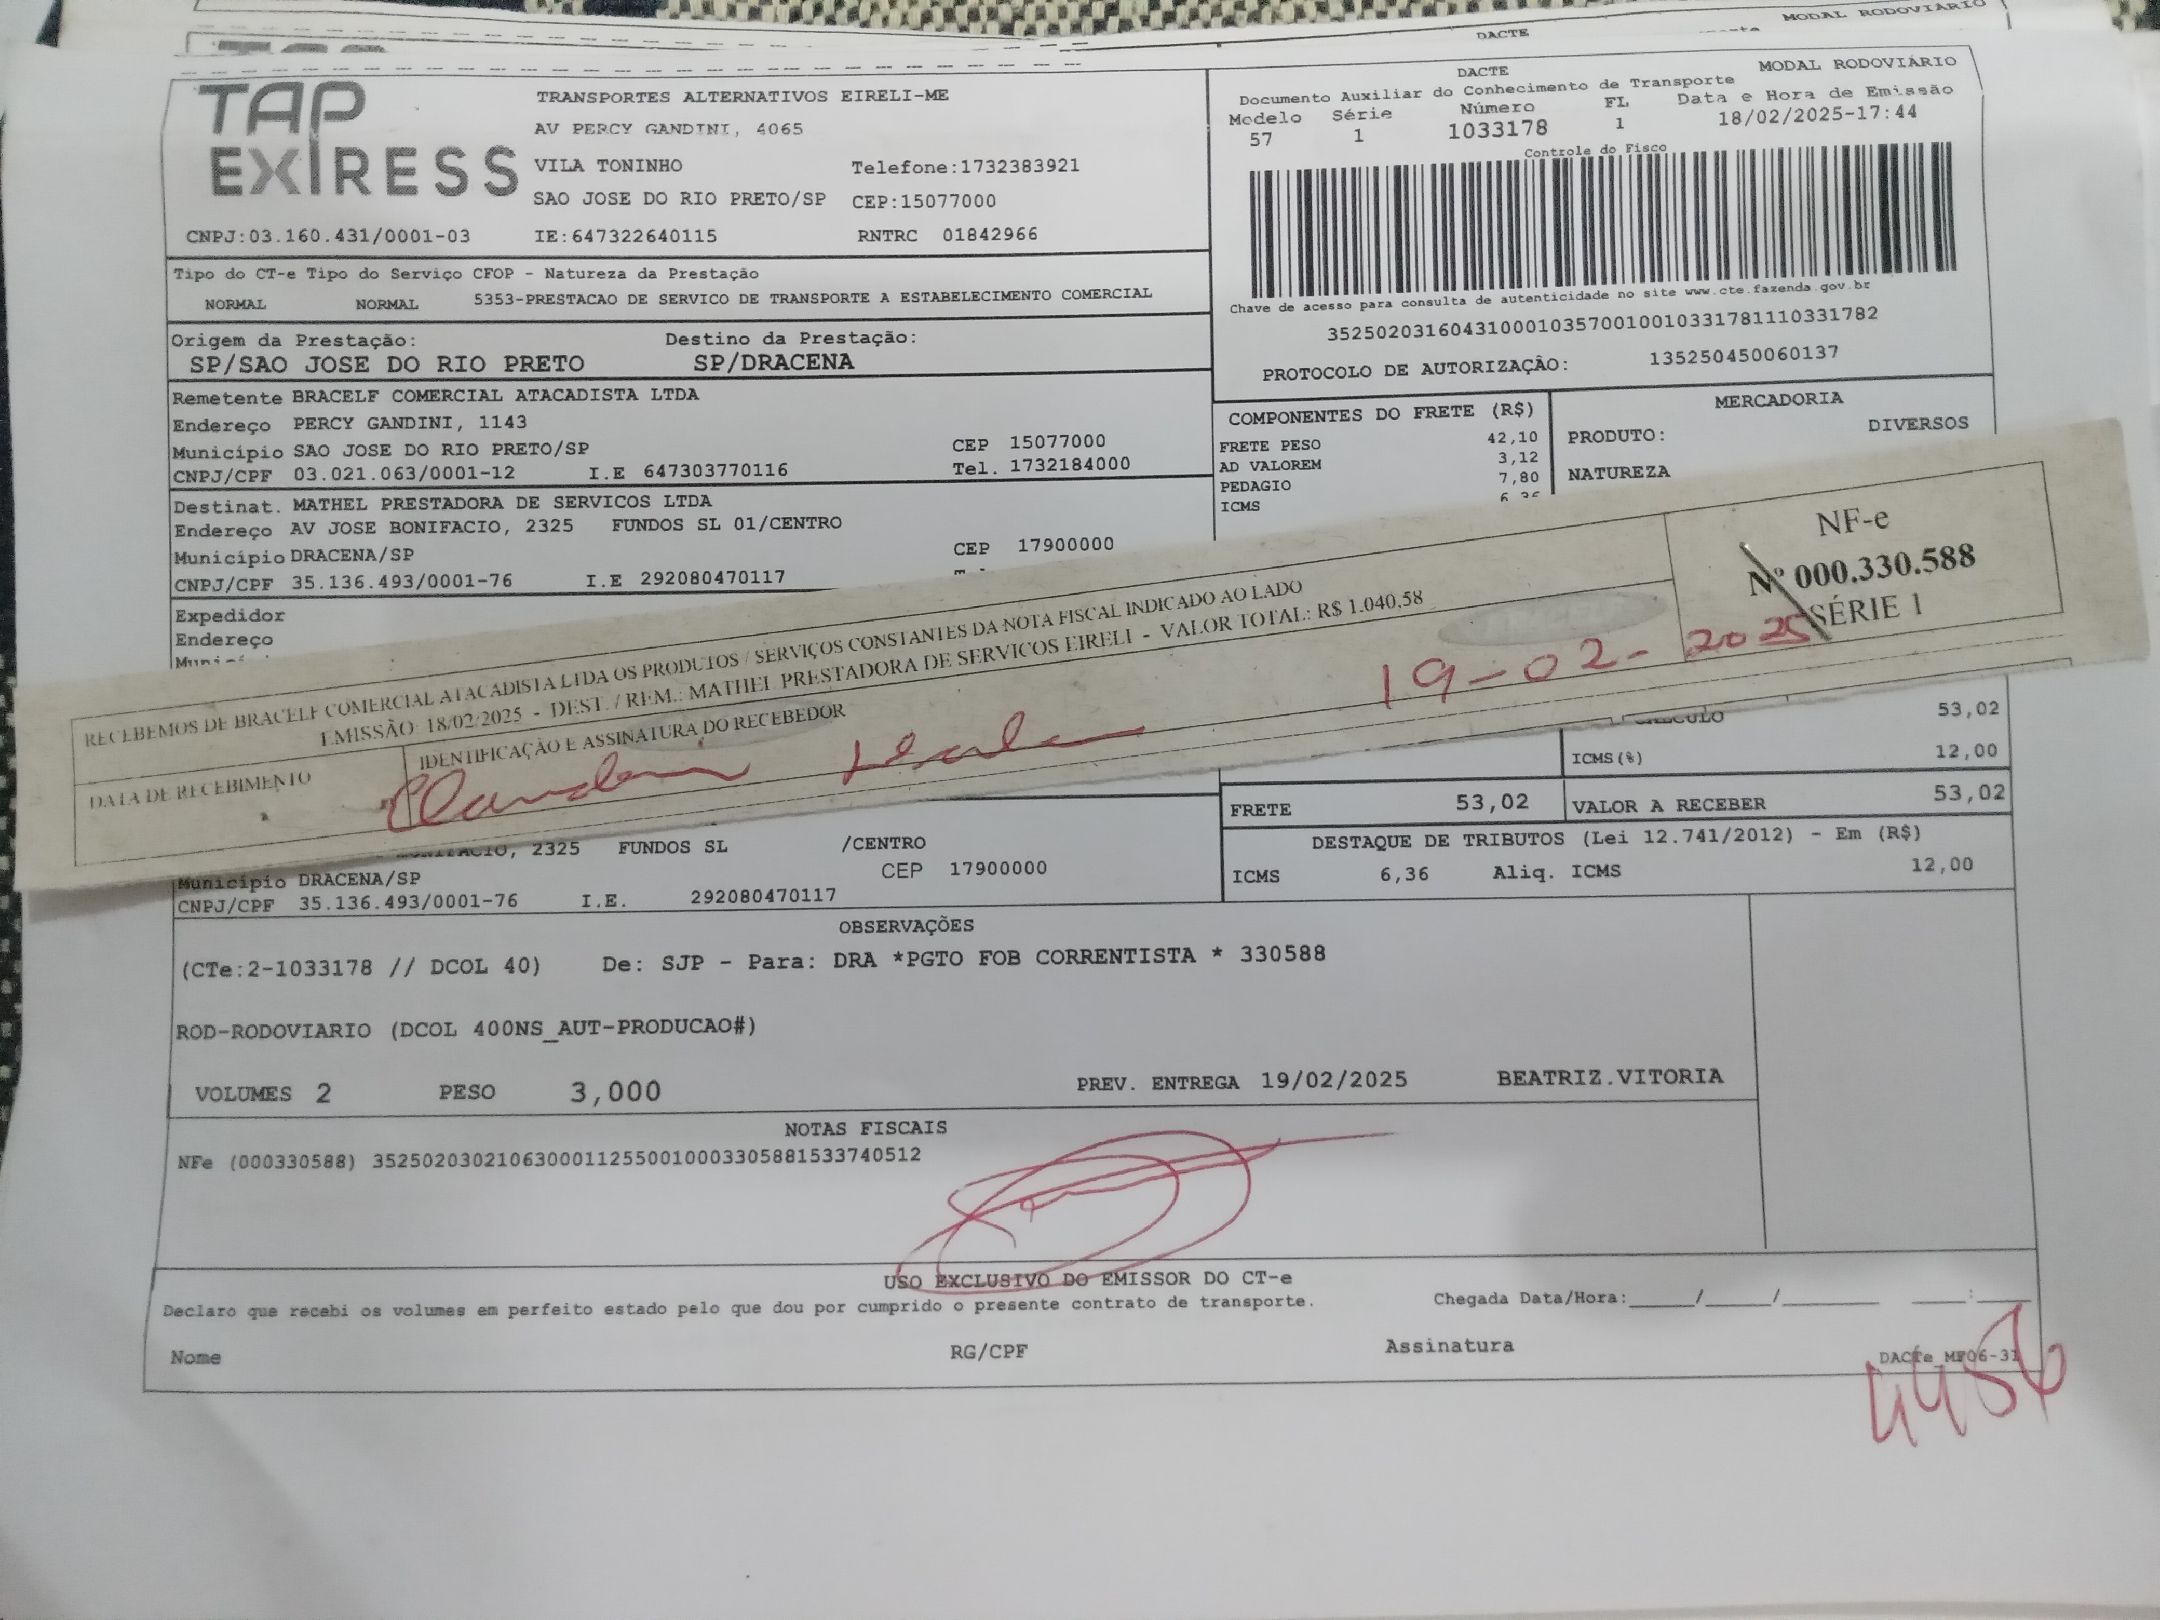 DACTE
MODAL RODOVIÁRIO
TAP
EXPRESS
TRANSPORTES ALTERNATIVOS EIRELI-ME
AV PERCY GANDINI, 4065
VILA TONINHO Telefone:1732383921
SAO JOSE DO RIO PRETO/SP CEP:15077000
CNPJ:03.160.431/0001-03 IE:647322640115 RNTRC 01842966
DACTE MODAL RODOVIÁRIO
Documento Auxiliar do Conhecimento de Transporte
Modelo Série Número FL Data e Hora de Emissão
57 1 1033178 1 18/02/2025-17:44
Controle do Fisco
Chave de acesso para consulta de autenticidade no site www.cte.fazenda.gov.br
35250203160431000103570010010331781110331782
PROTOCOLO DE AUTORIZAÇÃO: 135250450060137
Tipo do CT-e Tipo do Serviço CFOP - Natureza da Prestação
NORMAL NORMAL 5353-PRESTACAO DE SERVICO DE TRANSPORTE A ESTABELECIMENTO COMERCIAL
Origem da Prestação: Destino da Prestação:
SP/SAO JOSE DO RIO PRETO SP/DRACENA
Remetente BRACELF COMERCIAL ATACADISTA LTDA
Endereço PERCY GANDINI, 1143
Município SAO JOSE DO RIO PRETO/SP CEP 15077000
CNPJ/CPF 03.021.063/0001-12 I.E 647303770116 Tel. 1732184000
Destinat. MATHEL PRESTADORA DE SERVICOS LTDA
Endereço AV JOSE BONIFACIO, 2325 FUNDOS SL 01/CENTRO
Município DRACENA/SP CEP 17900000
CNPJ/CPF 35.136.493/0001-76 I.E 292080470117
Expedidor
Endereço
COMPONENTES DO FRETE (R$)
FRETE PESO 42,10
AD VALOREM 3,12
PEDAGIO 7,80
ICMS 6,36
MERCADORIA
PRODUTO: DIVERSOS
NATUREZA
RECEBEMOS DE BRACELF COMERCIAL ATACADISTA LTDA OS PRODUTOS / SERVIÇOS CONSTANTES DA NOTA FISCAL INDICADO AO LADO
EMISSÃO: 18/02/2025 - DEST. / REM.: MATHEL PRESTADORA DE SERVICOS EIRELI - VALOR TOTAL: R$ 1.040,58
DATA DE RECEBIMENTO IDENTIFICAÇÃO E ASSINATURA DO RECEBEDOR
19-02-2025
NF-e
Nº 000.330.588
SÉRIE 1
CALCULO 53,02
ICMS(%) 12,00
FRETE 53,02 VALOR A RECEBER 53,02
DESTAQUE DE TRIBUTOS (Lei 12.741/2012) - Em (R$)
ICMS 6,36 Aliq. ICMS 12,00
BONIFACIO, 2325 FUNDOS SL /CENTRO
Município DRACENA/SP CEP 17900000
CNPJ/CPF 35.136.493/0001-76 I.E. 292080470117
OBSERVAÇÕES
(CTe:2-1033178 // DCOL 40) De: SJP - Para: DRA *PGTO FOB CORRENTISTA * 330588
ROD-RODOVIARIO (DCOL 400NS_AUT-PRODUCAO#)
VOLUMES 2 PESO 3,000 PREV. ENTREGA 19/02/2025 BEATRIZ.VITORIA
NOTAS FISCAIS
NFe (000330588) 35250203021063000112550010003305881533740512
USO EXCLUSIVO DO EMISSOR DO CT-e
Declaro que recebi os volumes em perfeito estado pelo que dou por cumprido o presente contrato de transporte. Chegada Data/Hora:_____/_____/_______ ____:____
Nome RG/CPF Assinatura DACTe_MF06-31